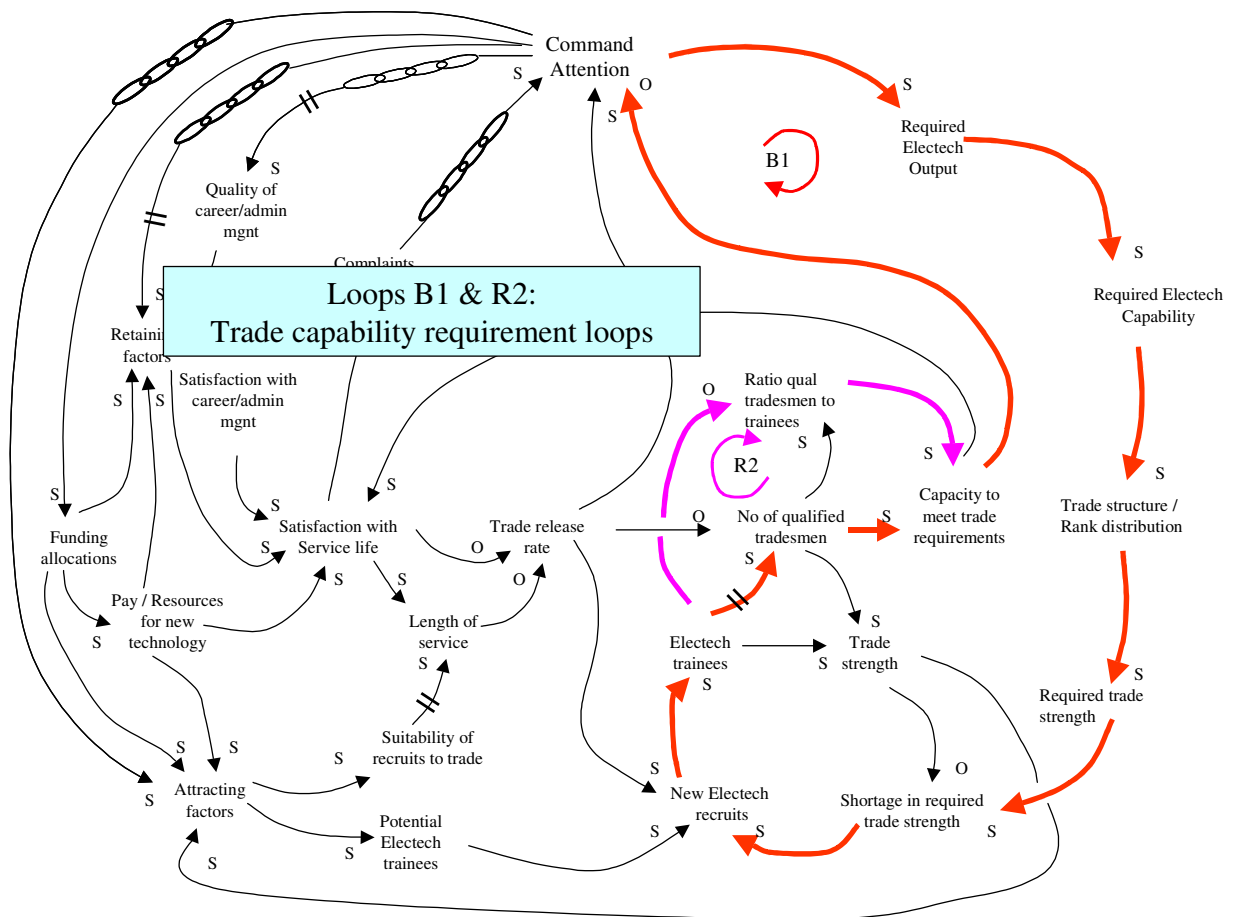 Command
Attention
S
O
S
S
Required
Electech
Output
B1
S
Quality of
career/admin
mgnt
S
Required Electech
Capability
Complaints
Loops B1 & R2:
Trade capability requirement loops
S
factors
S
S
Satisfaction with
career/admin
mgnt
O
Ratio qual
tradesmen to
trainees
S
R2
S
S
Trade structure /
Rank distribution
S
Funding
allocations
S
S
Satisfaction with
Service life
S
O
Trade release
rate
O
No of qualified
tradesmen
S
S
Capacity to
meet trade
requirements
S
Pay / Resources
for new
technology
S
S
O
Length of
service
S
Electech
trainees
S
S
S
Trade
strength
S
Required trade
strength
S
S
S
Suitability of
recruits to trade
S
Attracting
factors
S
New Electech
recruits
S
S
O
Shortage in required
trade strength
S
Potential
Electech
trainees
S
S